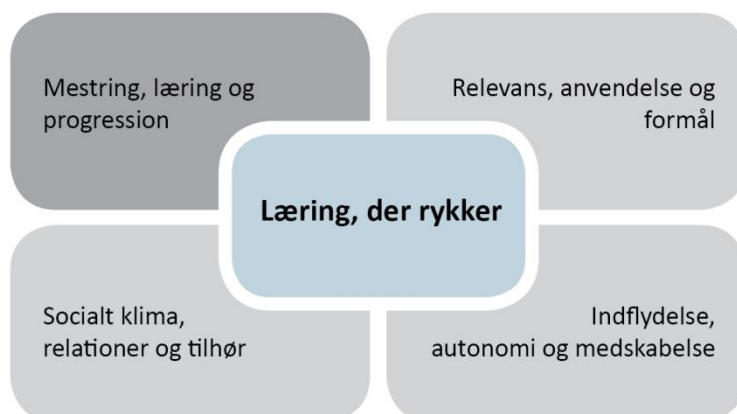 Mestring, læring og
progression
Relevans, anvendelse og
formål
Læring, der rykker
Socialt klima,
relationer og tilhør
Indflydelse,
autonomi og medskabelse